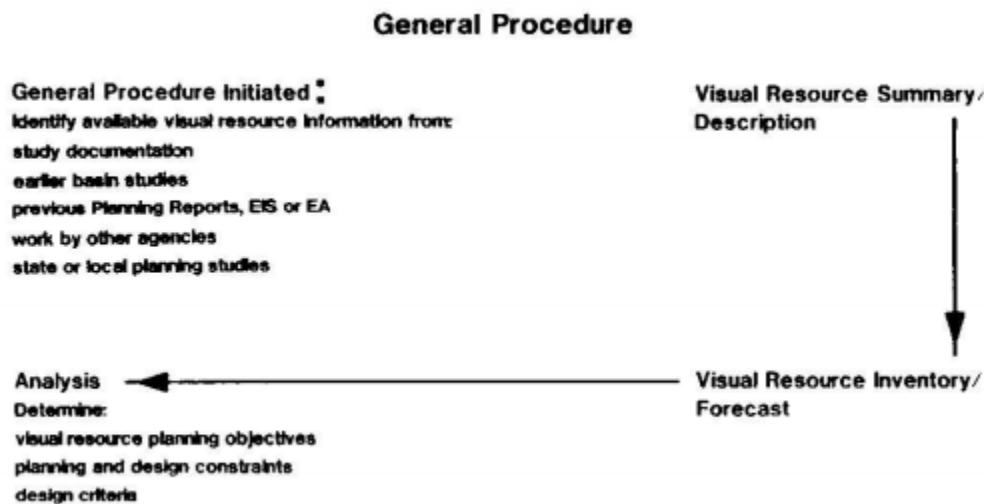 General Procedure
General Procedure Initiated :
Identify available visual resource information from:
study documentation
earlier basin studies
previous Planning Reports, EIS or EA
work by other agencies
state or local planning studies
Visual Resource Summary/
Description
Visual Resource Inventory/
Forecast
Analysis
Determine:
visual resource planning objectives
planning and design constraints
design criteria